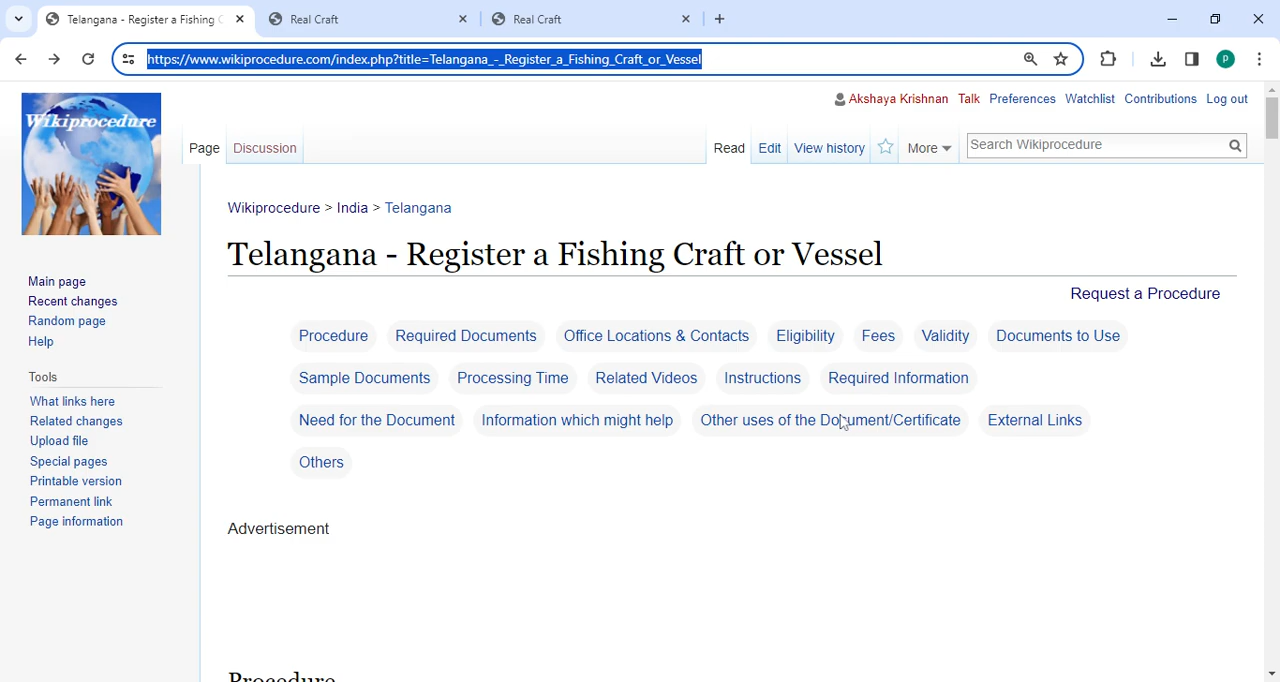 Telangana - Register a Fishing C
Real Craft
Real Craft
https://www.wikiprocedure.com/index.php?title=Telangana_-_Register_a_Fishing_Craft_or_Vessel
P
Wikiprocedure
Akshaya Krishnan Talk Preferences Watchlist Contributions Log out
Page Discussion Read Edit View history More Search Wikiprocedure
Wikiprocedure > India > Telangana
Telangana - Register a Fishing Craft or Vessel
Request a Procedure
Main page
Recent changes
Random page
Help
Tools
What links here
Related changes
Upload file
Special pages
Printable version
Permanent link
Page information
Procedure Required Documents Office Locations & Contacts Eligibility Fees Validity Documents to Use
Sample Documents Processing Time Related Videos Instructions Required Information
Need for the Document Information which might help Other uses of the Document/Certificate External Links
Others
Advertisement
Procedure